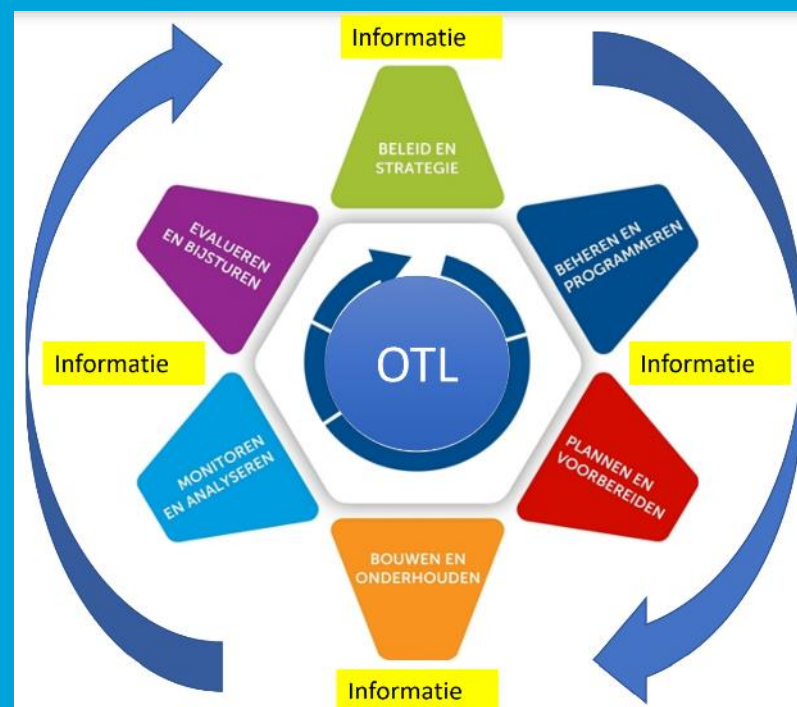 Informatie
BELEID EN
STRATEGIE
EVALUEREN
EN BIJSTUREN
BEHEREN EN
PROGRAMMEREN
OTL
Informatie
Informatie
MONITOREN
EN ANALYSEREN
PLANNEN EN
VOORBEREIDEN
BOUWEN EN
ONDERHOUDEN
Informatie